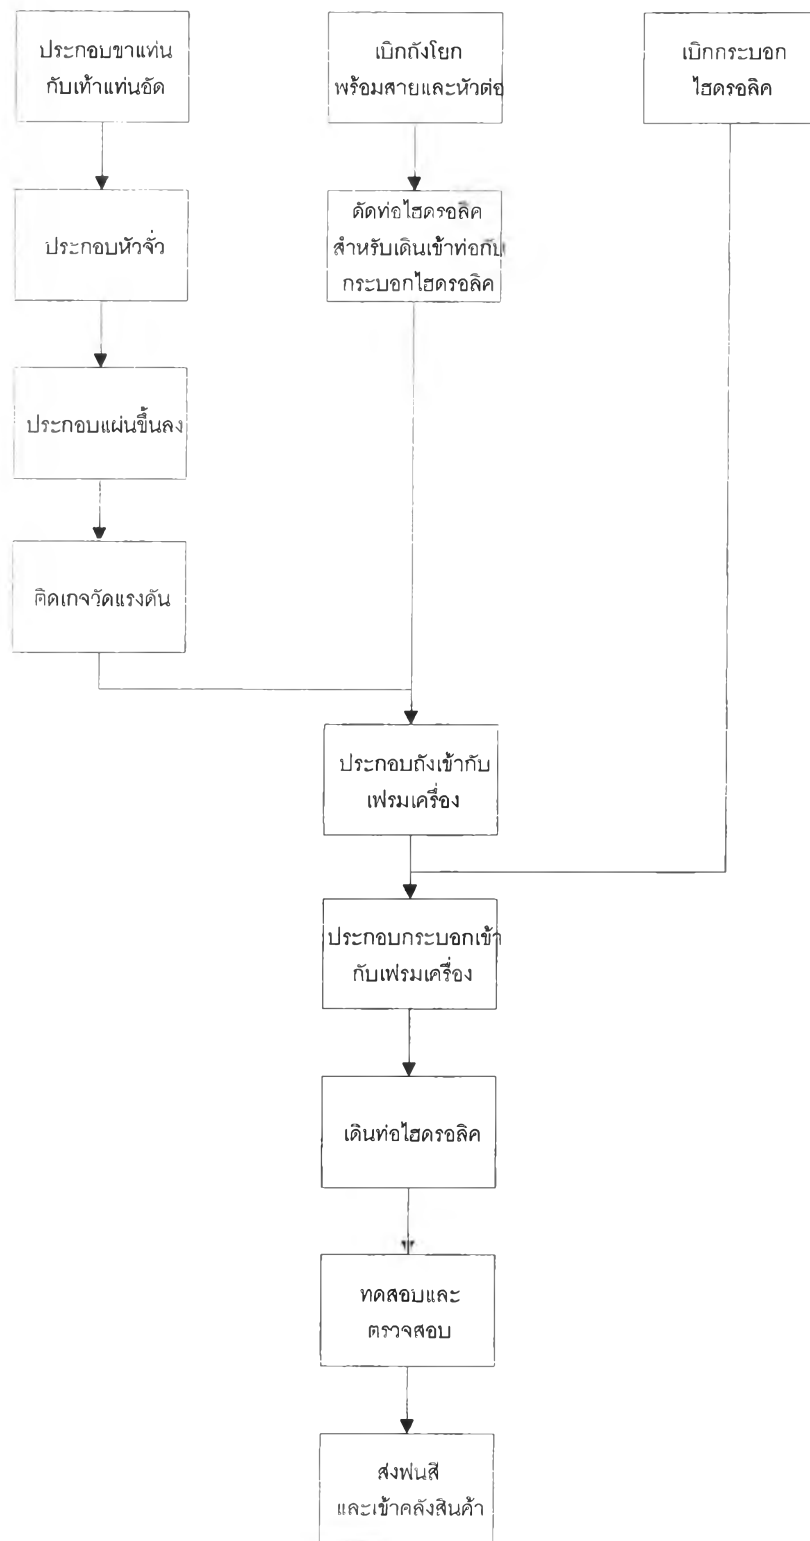 ประกอบขาแท่น
กับเท้าแท่นอัด
เบิกถังโยก
พร้อมสายและหัวต่อ
เบิกกระบอก
ไฮดรอลิค
ประกอบหัวจั่ว
ดัดท่อไฮดรอลิค
สำหรับเดินเข้าท่อกับ
กระบอกไฮดรอลิค
ประกอบแผ่นขึ้นลง
ติดเกจวัดแรงดัน
ประกอบถังเข้ากับ
เฟรมเครื่อง
ประกอบกระบอกเข้า
กับเฟรมเครื่อง
เดินท่อไฮดรอลิค
ทดสอบและ
ตรวจสอบ
ส่งพ่นสี
และเข้าคลังสินค้า